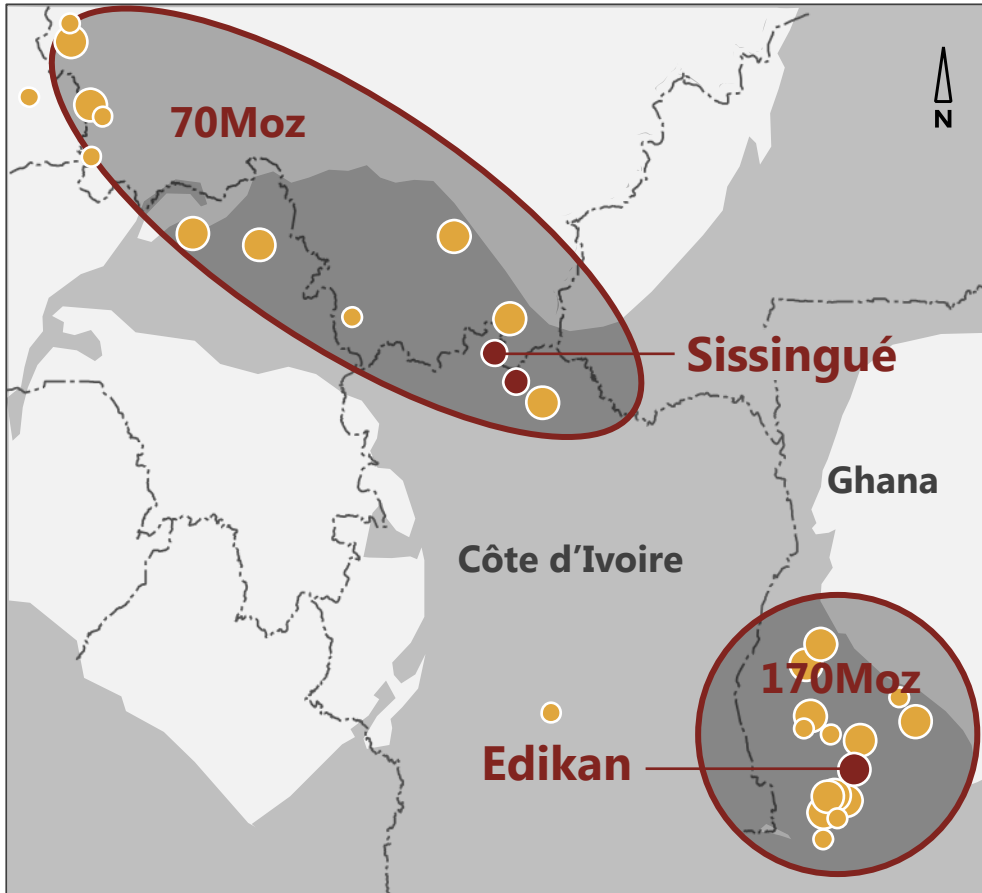 70Moz
N
Sissingué
Ghana
Côte d’Ivoire
170Moz
Edikan